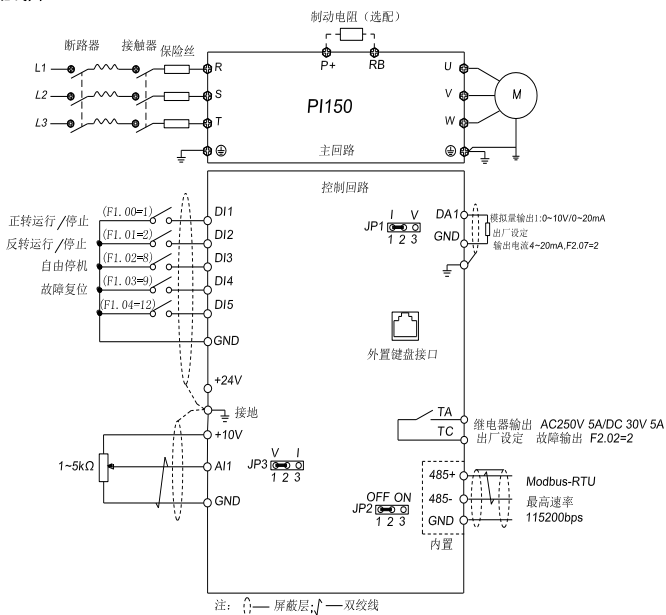 制动电阻（选配）
断路器 接触器 保险丝
P+ RB
L1 R U
L2 S V M
L3 T W
PI150
主回路
控制回路
(F1.00=1) DI1
正转运行/停止
(F1.01=2) DI2
反转运行/停止
(F1.02=8) DI3
自由停机
(F1.03=9) DI4
故障复位
(F1.04=12) DI5
GND
+24V
接地
+10V
1~5kΩ AI1
GND
V I
JP3
1 2 3
I V
JP1
1 2 3
DA1
GND
模拟量输出1:0~10V/0~20mA
出厂设定
输出电流4~20mA,F2.07=2
外置键盘接口
TA
TC
继电器输出 AC250V 5A/DC 30V 5A
出厂设定 故障输出 F2.02=2
OFF ON
JP2
1 2 3
485+
485-
GND
内置
Modbus-RTU
最高速率
115200bps
注: — 屏蔽层; —双绞线